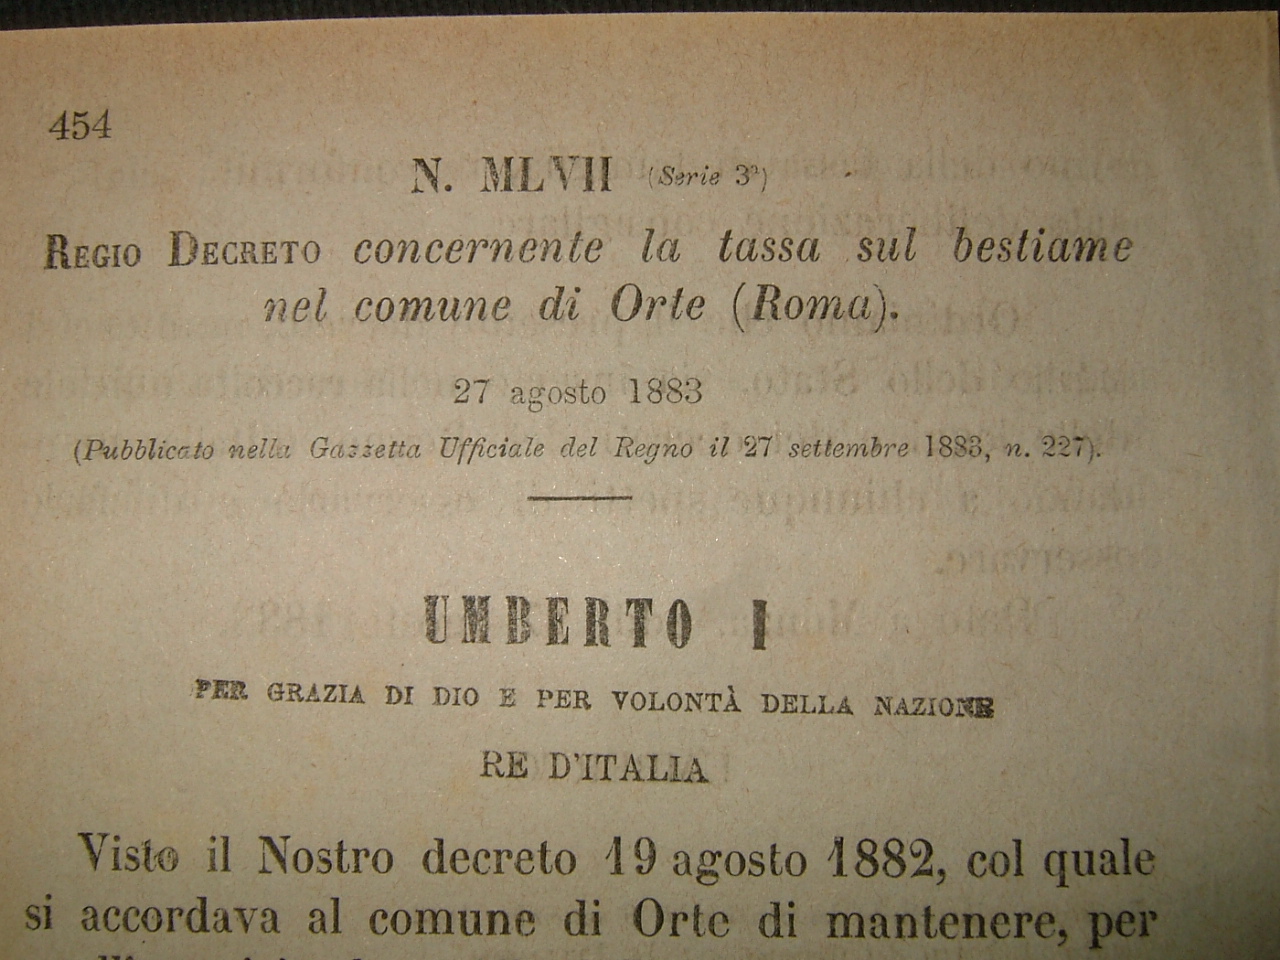 454
N. MLVII (Serie 3ª)
REGIO DECRETO concernente la tassa sul bestiame
nel comune di Orte (Roma).
27 agosto 1883
(Pubblicato nella Gazzetta Ufficiale del Regno il 27 settembre 1883, n. 227).
UMBERTO I
PER GRAZIA DI DIO E PER VOLONTÀ DELLA NAZIONE
RE D'ITALIA
Visto il Nostro decreto 19 agosto 1882, col quale
si accordava al comune di Orte di mantenere, per